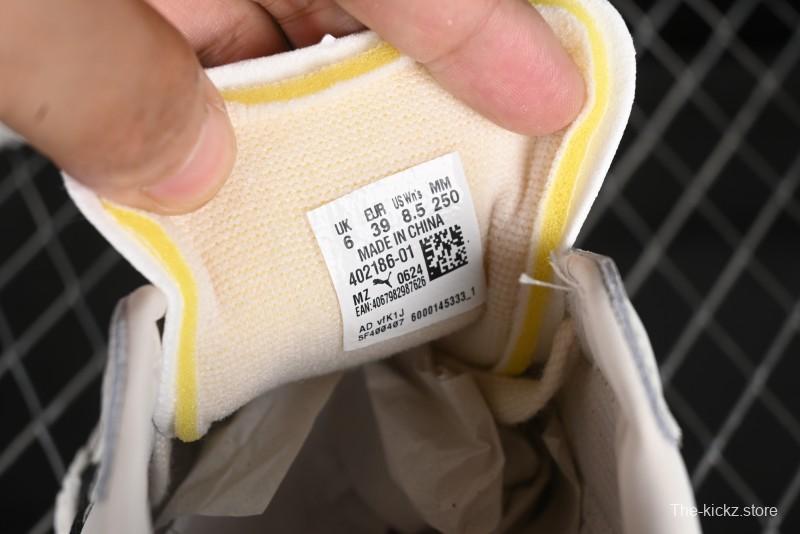 UK EUR US Wn's MM
6 39 8.5 250
MADE IN CHINA
402186-01
MZ 0624
EAN:4067982987626
AD vfK1J
SF400407 6000145333_1
The-kickz.store